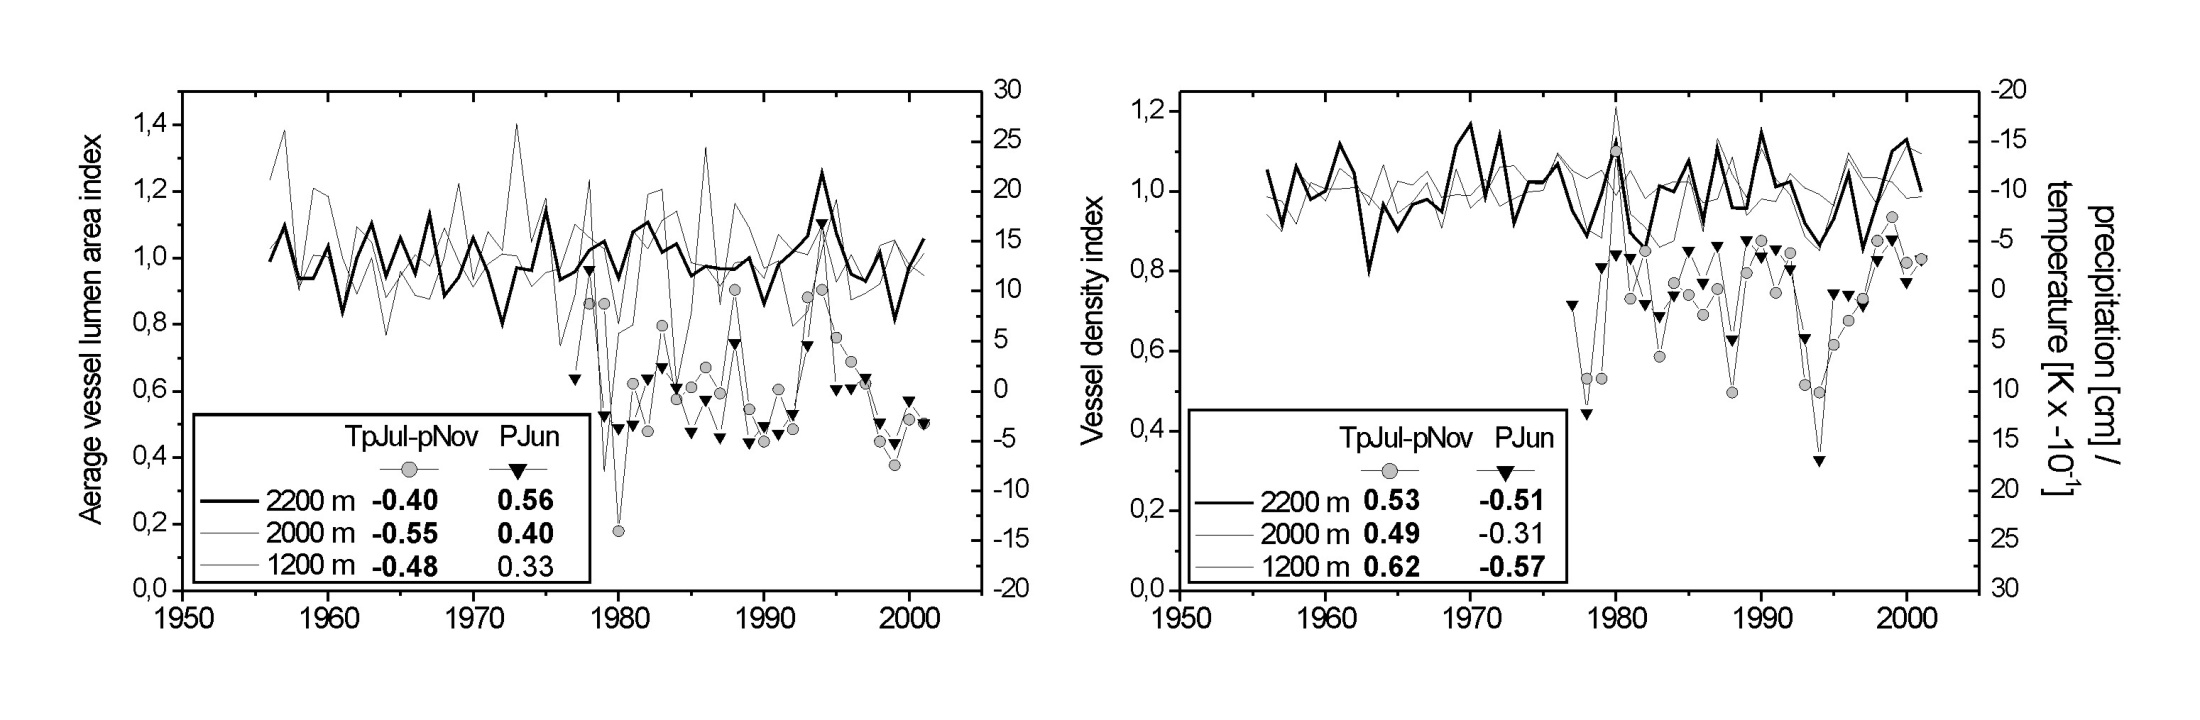 Aerage vessel lumen area index
1,4
1,2
1,0
0,8
0,6
0,4
0,2
0,0
30
25
20
15
10
5
0
-5
-10
-15
-20
1950 1960 1970 1980 1990 2000
TpJul-pNov PJun
2200 m -0.40 0.56
2000 m -0.55 0.40
1200 m -0.48 0.33
Vessel density index
1,2
1,0
0,8
0,6
0,4
0,2
0,0
-20
-15
-10
-5
0
5
10
15
20
25
30
1950 1960 1970 1980 1990 2000
TpJul-pNov PJun
2200 m 0.53 -0.51
2000 m 0.49 -0.31
1200 m 0.62 -0.57
precipitation [cm] /
temperature [K x -10⁻¹]